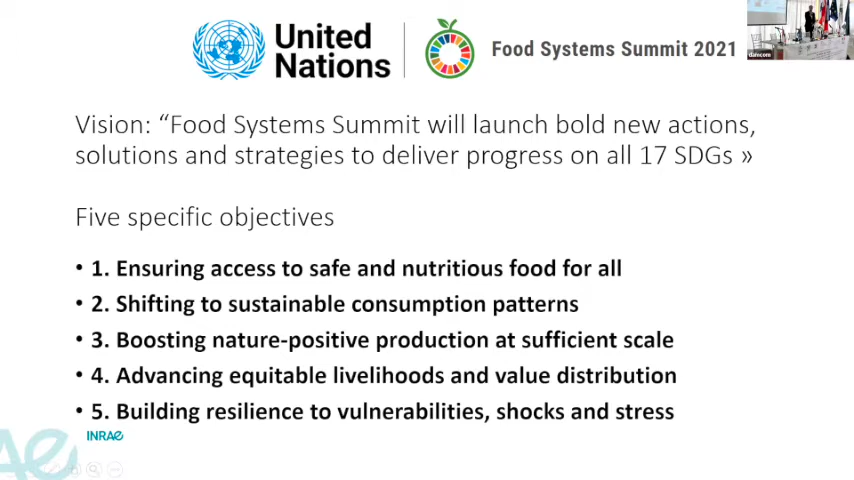 United
Nations
Food Systems Summit 2021
Vision: “Food Systems Summit will launch bold new actions,
solutions and strategies to deliver progress on all 17 SDGs »
Five specific objectives
• 1. Ensuring access to safe and nutritious food for all
• 2. Shifting to sustainable consumption patterns
• 3. Boosting nature-positive production at sufficient scale
• 4. Advancing equitable livelihoods and value distribution
• 5. Building resilience to vulnerabilities, shocks and stress
INRAE